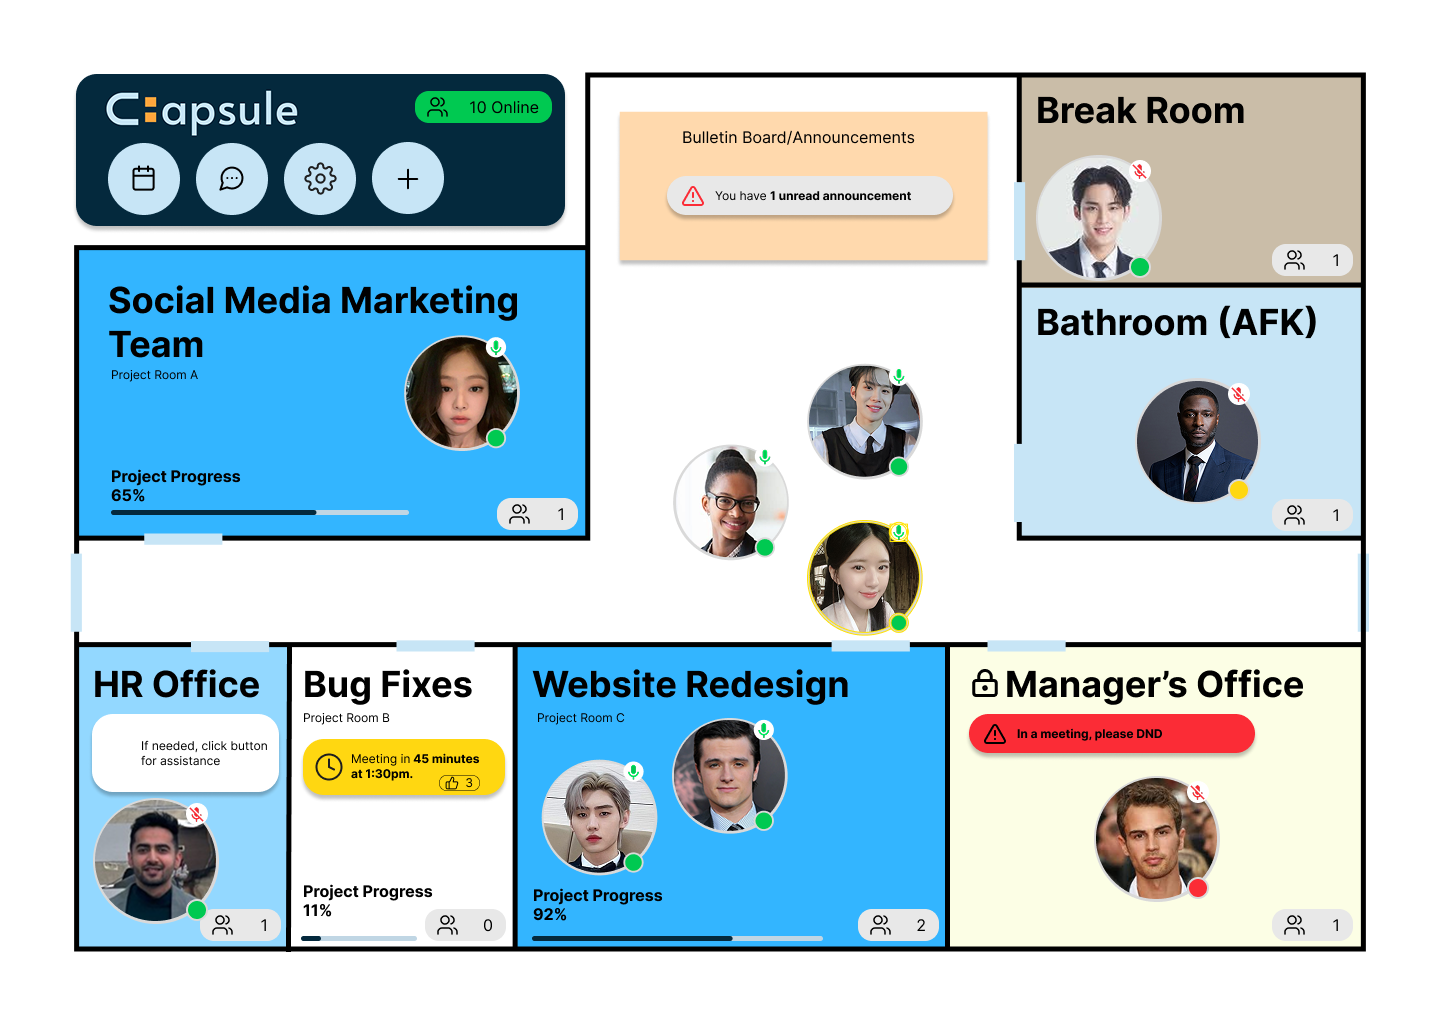 C:apsule
10 Online
Bulletin Board/Announcements
You have 1 unread announcement
Break Room
1
Social Media Marketing
Team
Project Room A
Project Progress
65%
1
Bathroom (AFK)
1
HR Office
If needed, click button
for assistance
1
Bug Fixes
Project Room B
Meeting in 45 minutes
at 1:30pm.
3
Project Progress
11%
0
Website Redesign
Project Room C
Project Progress
92%
2
Manager’s Office
In a meeting, please DND
1